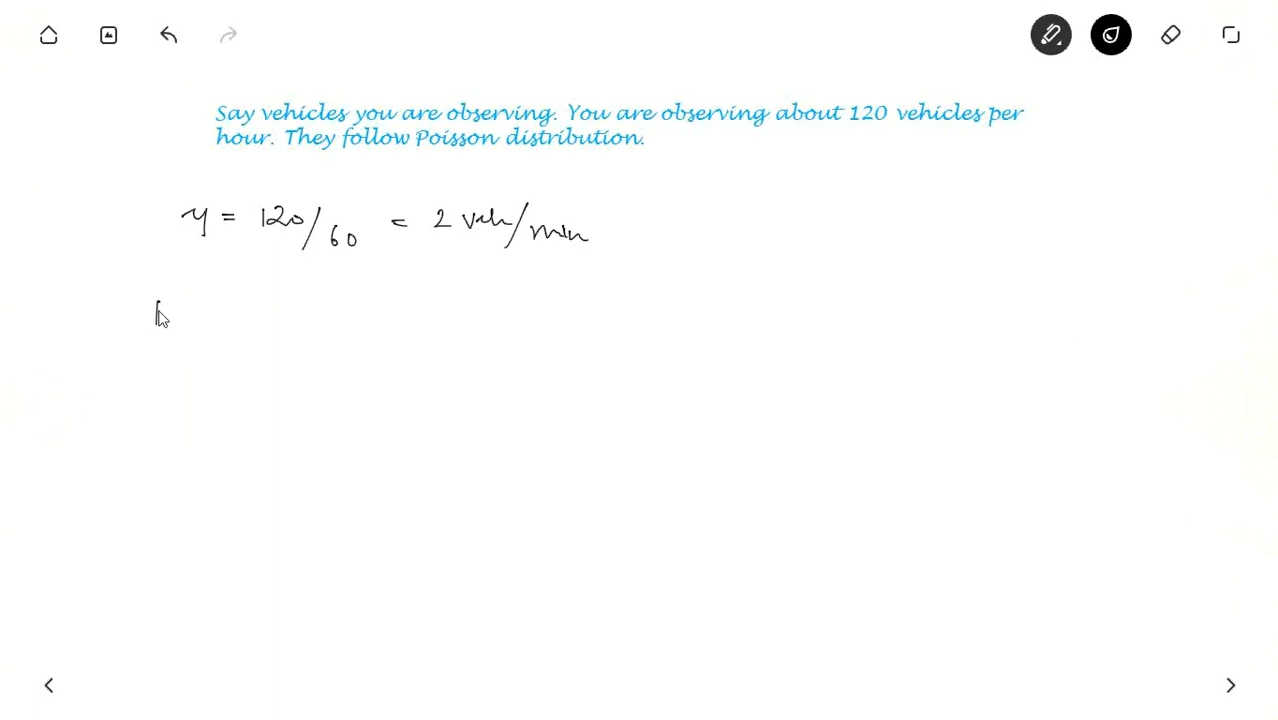 Say vehicles you are observing. You are observing about 120 vehicles per
hour. They follow Poisson distribution.
= 120/60 = 2 veh/min